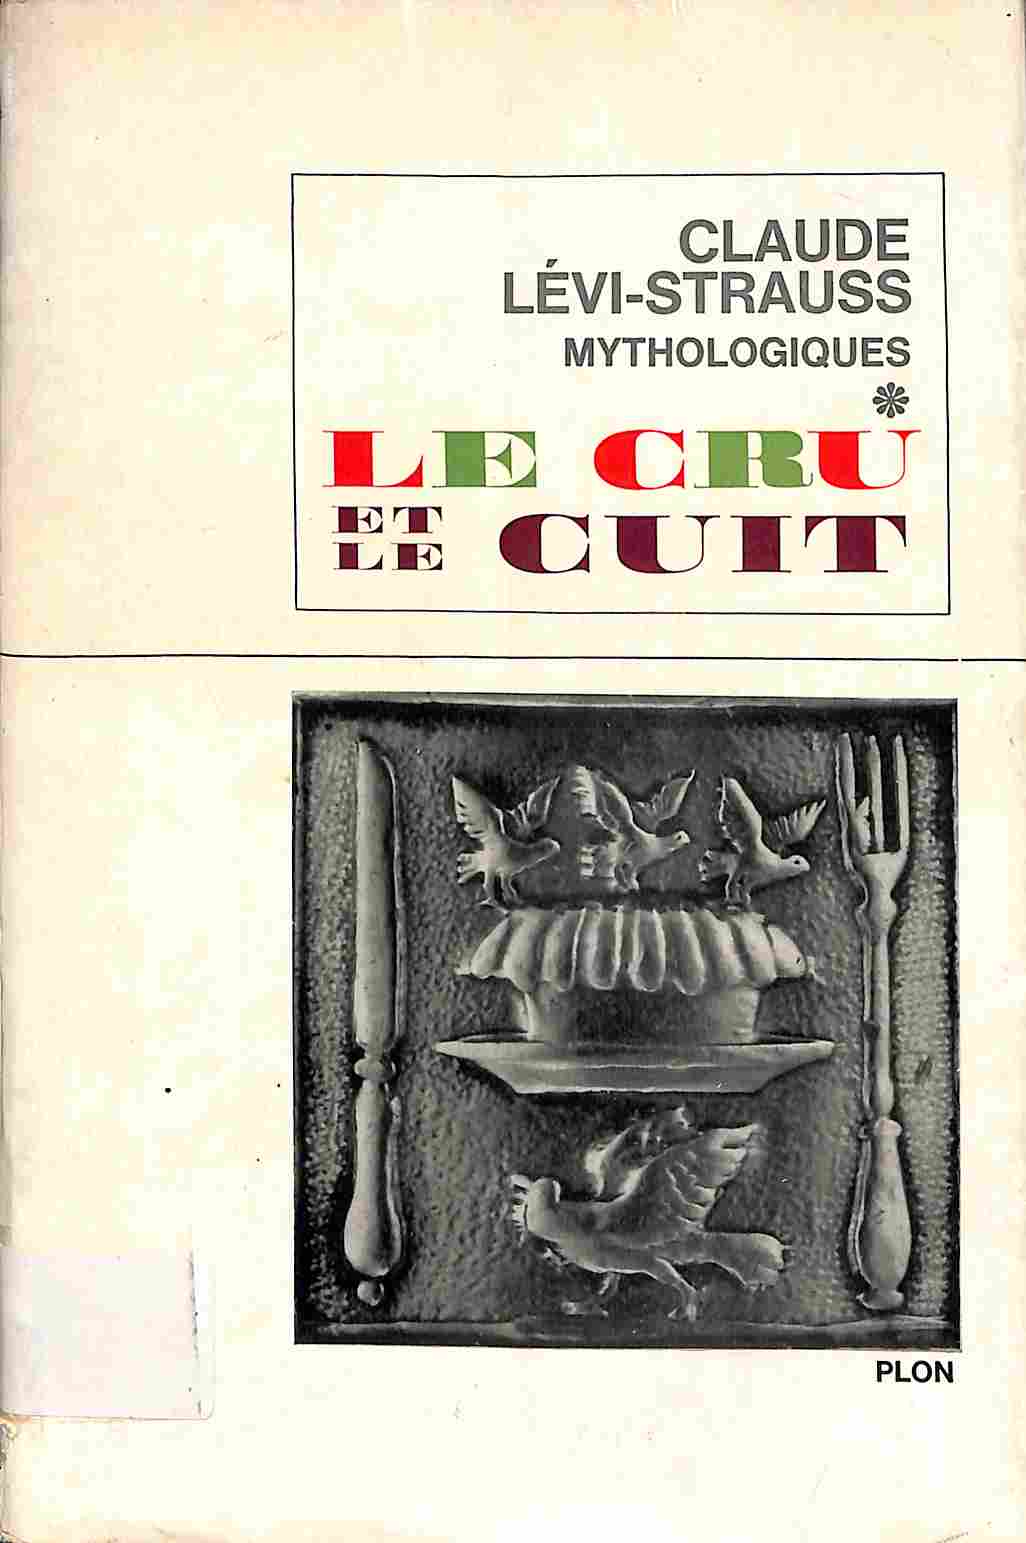 CLAUDE
LÉVI-STRAUSS
MYTHOLOGIQUES
*
LE CRU
ET
LE CUIT
PLON